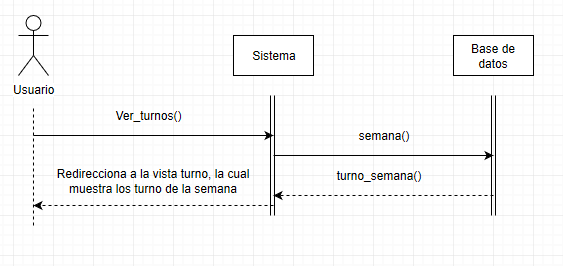 Sistema
Base de
datos
Usuario
Ver_turnos()
semana()
Redirecciona a la vista turno, la cual
muestra los turno de la semana
turno_semana()